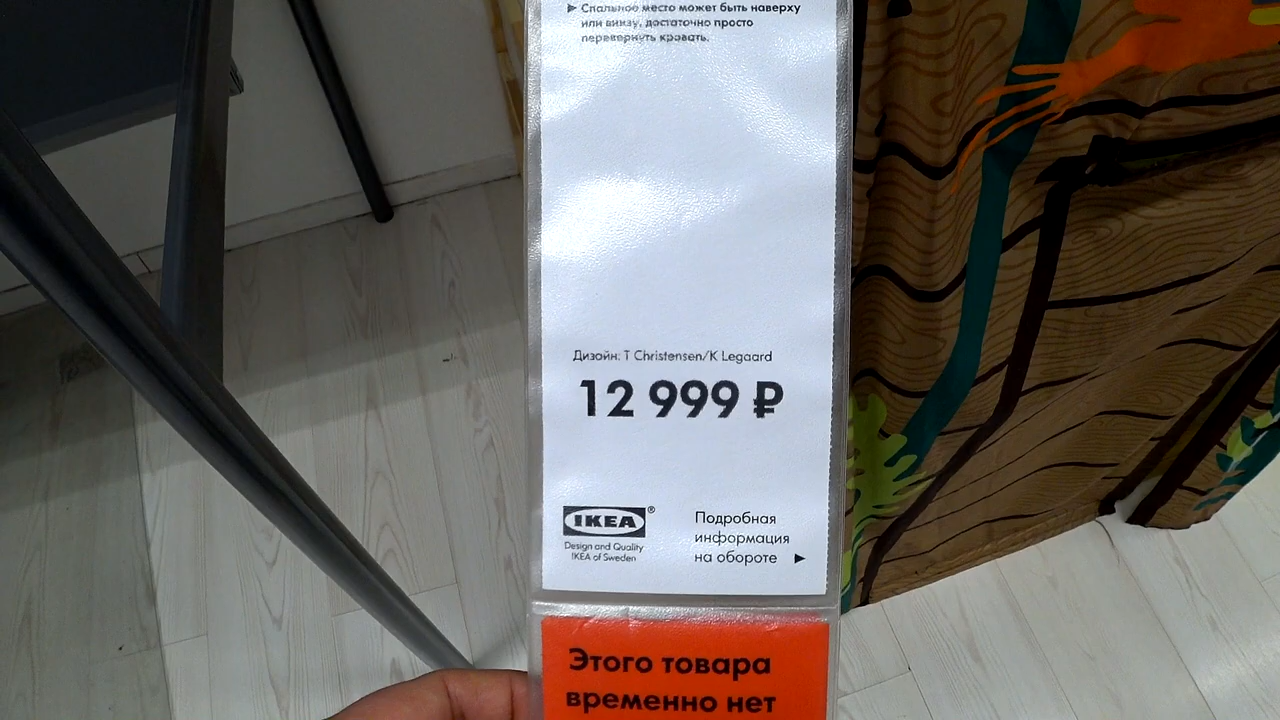 ▶ Спальное место может быть наверху
или внизу, достаточно просто
перевернуть кровать.
Дизайн: T Christensen/K Legaard
12 999 ₽
IKEA®
Design and Quality
IKEA of Sweden
Подробная
информация
на обороте ▶
Этого товара
временно нет